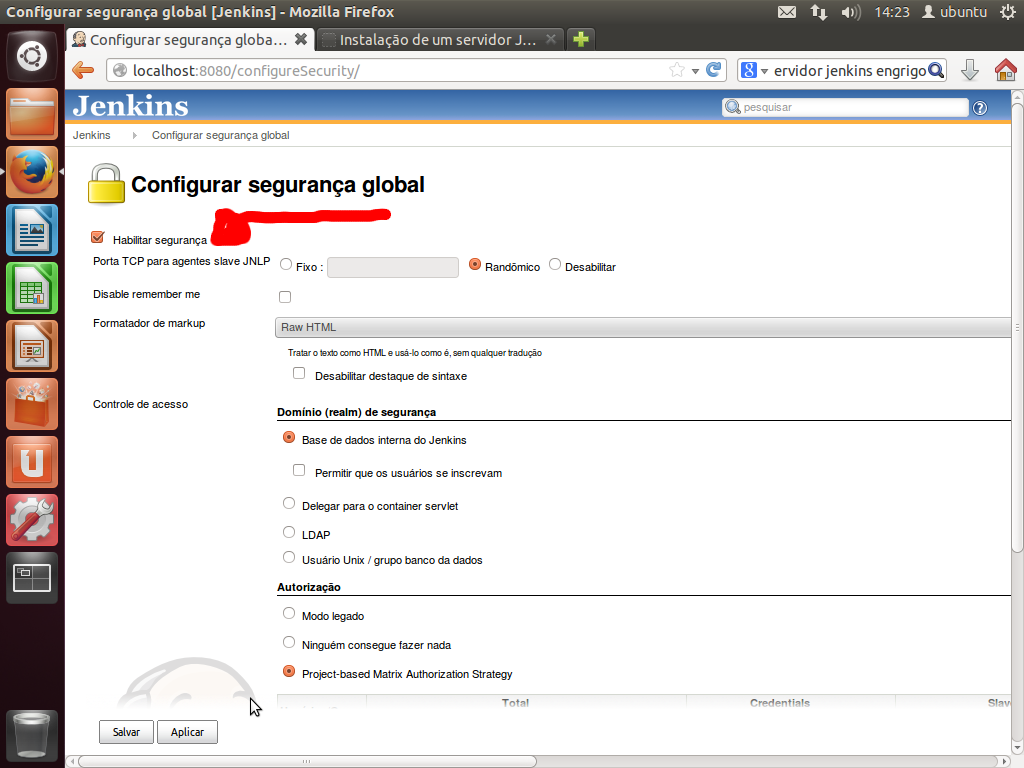 Configurar segurança global [Jenkins] - Mozilla Firefox
14:23 ubuntu
Configurar segurança globa...
Instalação de um servidor J...
localhost:8080/configureSecurity/
ervidor jenkins engrigo
Jenkins
pesquisar
Jenkins
Configurar segurança global
Configurar segurança global
Habilitar segurança
Porta TCP para agentes slave JNLP
Fixo :
Randômico
Desabilitar
Disable remember me
Formatador de markup
Raw HTML
Tratar o texto como HTML e usá-lo como é, sem qualquer tradução
Desabilitar destaque de sintaxe
Controle de acesso
Domínio (realm) de segurança
Base de dados interna do Jenkins
Permitir que os usuários se inscrevam
Delegar para o container servlet
LDAP
Usuário Unix / grupo banco da dados
Autorização
Modo legado
Ninguém consegue fazer nada
Project-based Matrix Authorization Strategy
Total
Credentials
Slav
Salvar
Aplicar